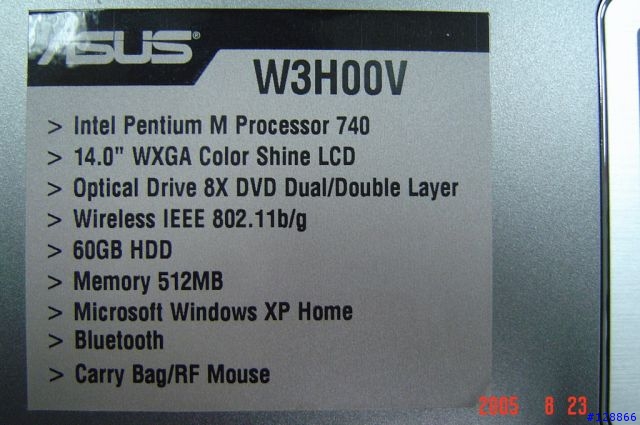 ASUS®
W3H00V
> Intel Pentium M Processor 740
> 14.0" WXGA Color Shine LCD
> Optical Drive 8X DVD Dual/Double Layer
> Wireless IEEE 802.11b/g
> 60GB HDD
> Memory 512MB
> Microsoft Windows XP Home
> Bluetooth
> Carry Bag/RF Mouse
2005 8 23
#128866